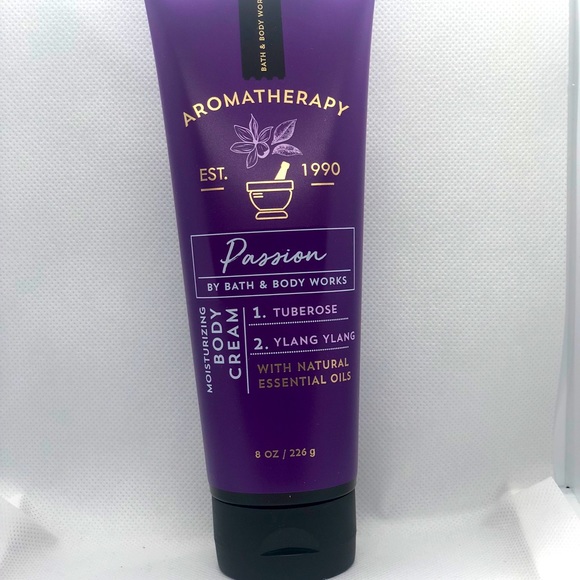 BATH & BODY WORKS
AROMATHERAPY
EST. 1990
Passion
BY BATH & BODY WORKS
MOISTURIZING
BODY
CREAM
1. TUBEROSE
2. YLANG YLANG
WITH NATURAL
ESSENTIAL OILS
8 OZ / 226 g